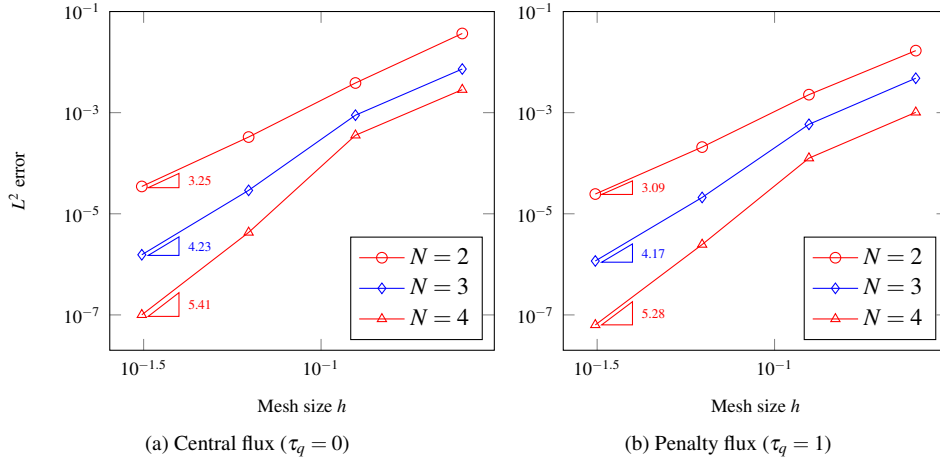 10^{-1}
10^{-3}
10^{-5}
10^{-7}
L^2 error
3.25
4.23
5.41
N = 2
N = 3
N = 4
10^{-1.5}
10^{-1}
Mesh size h
(a) Central flux (τ_q = 0)
10^{-1}
10^{-3}
10^{-5}
10^{-7}
3.09
4.17
5.28
N = 2
N = 3
N = 4
10^{-1.5}
10^{-1}
Mesh size h
(b) Penalty flux (τ_q = 1)